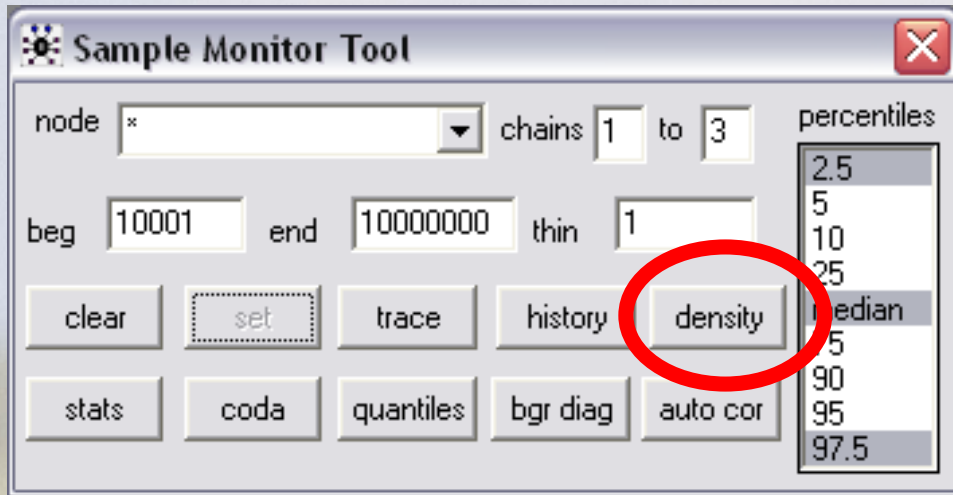 Sample Monitor Tool
node * chains 1 to 3 percentiles
beg 10001 end 10000000 thin 1
clear set trace history density
stats coda quantiles bgr diag auto cor
2.5
5
10
25
median
75
90
95
97.5